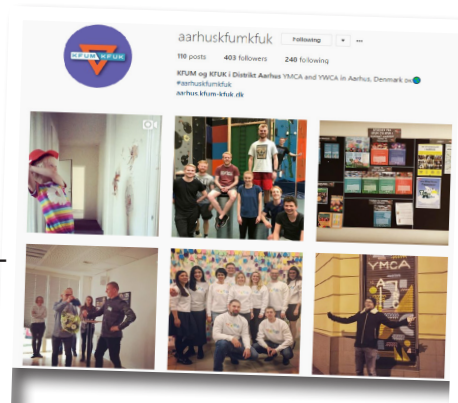 aarhuskfumkfuk
Following
KFUM KFUK
110 posts 403 followers 240 following
KFUM og KFUK i Distrikt Aarhus YMCA and YWCA in Aarhus, Denmark
#aarhuskfumkfuk
aarhus.kfum-kfuk.dk
YMCA